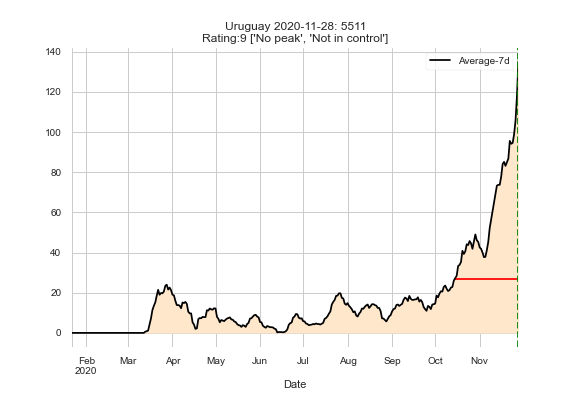 Uruguay 2020-11-28: 5511
Rating:9 ['No peak', 'Not in control']
Average-7d
140
120
100
80
60
40
20
0
Feb Mar Apr May Jun Jul Aug Sep Oct Nov
2020
Date